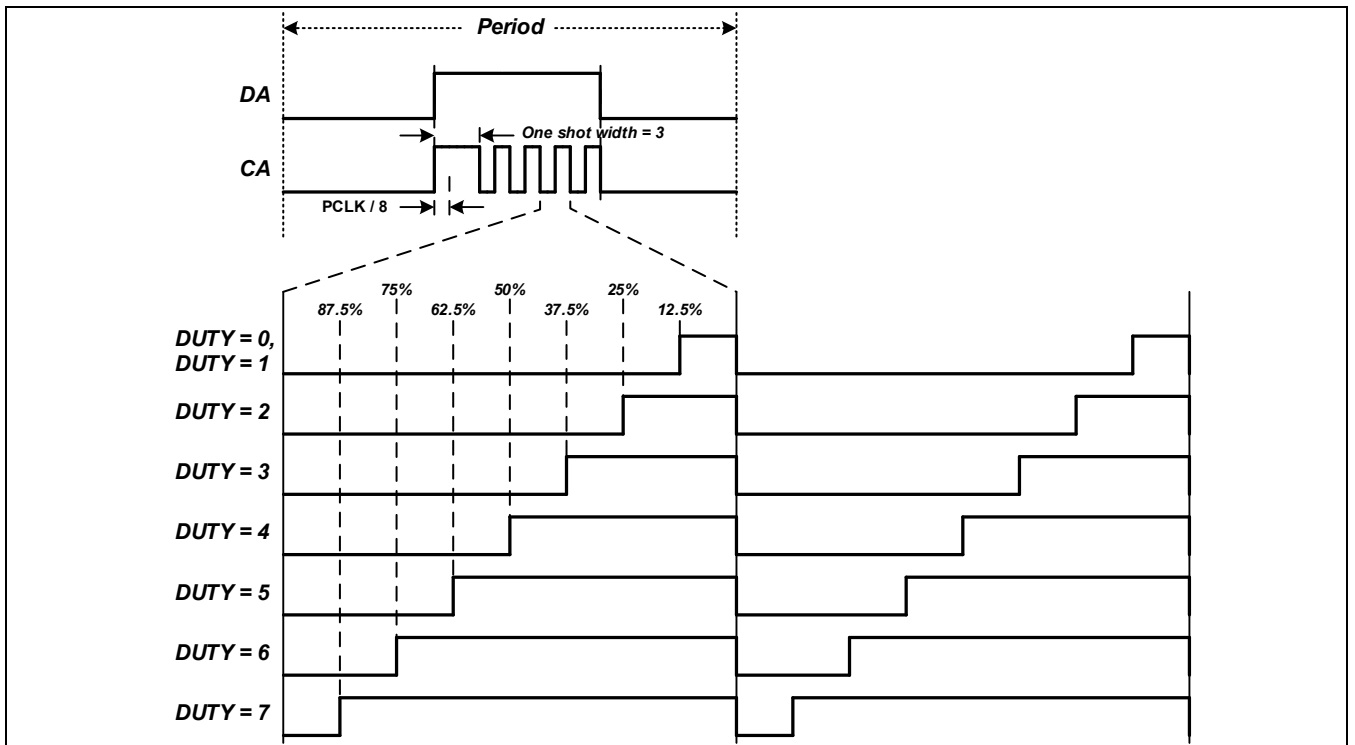 Period
DA
One shot width = 3
CA
PCLK / 8
75% 50% 25%
87.5% 62.5% 37.5% 12.5%
DUTY = 0,
DUTY = 1
DUTY = 2
DUTY = 3
DUTY = 4
DUTY = 5
DUTY = 6
DUTY = 7